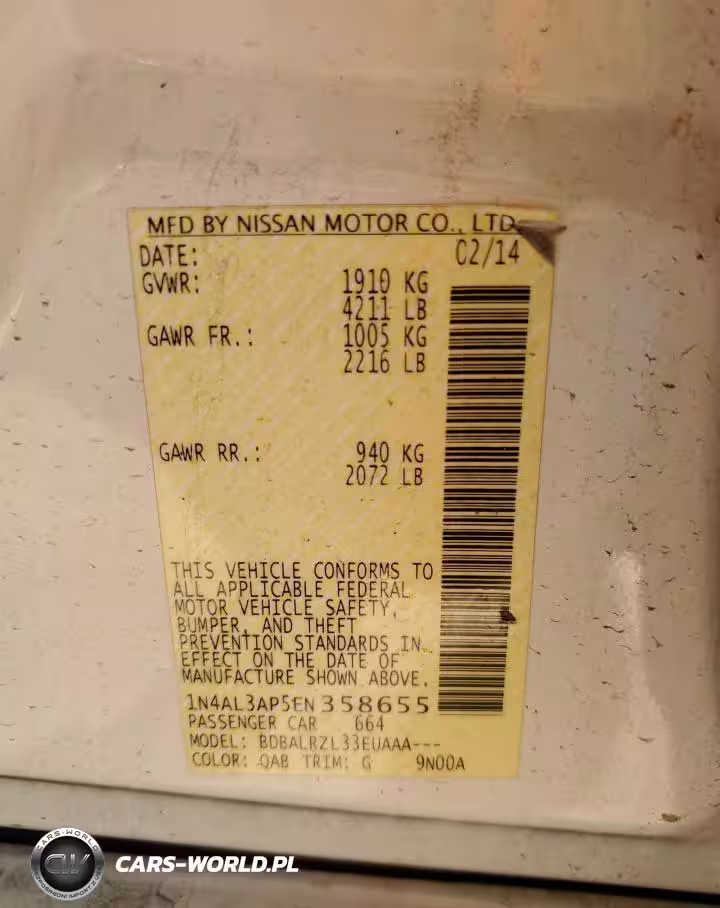 MFD BY NISSAN MOTOR CO., LTD.
DATE: 02/14
GVWR: 1910 KG
4211 LB
GAWR FR.: 1005 KG
2216 LB
GAWR RR.: 940 KG
2072 LB
THIS VEHICLE CONFORMS TO
ALL APPLICABLE FEDERAL
MOTOR VEHICLE SAFETY,
BUMPER, AND THEFT
PREVENTION STANDARDS IN
EFFECT ON THE DATE OF
MANUFACTURE SHOWN ABOVE.
1N4AL3AP5EN358655
PASSENGER CAR 664
MODEL: BDBALRZL33EUAAA---
COLOR: QAB TRIM: G 9N00A
CARS-WORLD
CW
CARS-WORLD.PL